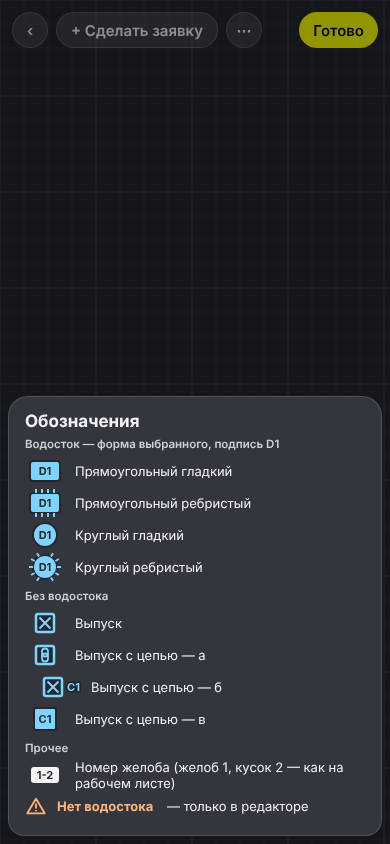 ‹ + Сделать заявку ··· Готово
Обозначения
Водосток — форма выбранного, подпись D1
D1 Прямоугольный гладкий
D1 Прямоугольный ребристый
D1 Круглый гладкий
D1 Круглый ребристый
Без водостока
Выпуск
Выпуск с цепью — а
C1 Выпуск с цепью — б
C1 Выпуск с цепью — в
Прочее
1-2 Номер желоба (желоб 1, кусок 2 — как на
рабочем листе)
Нет водостока — только в редакторе